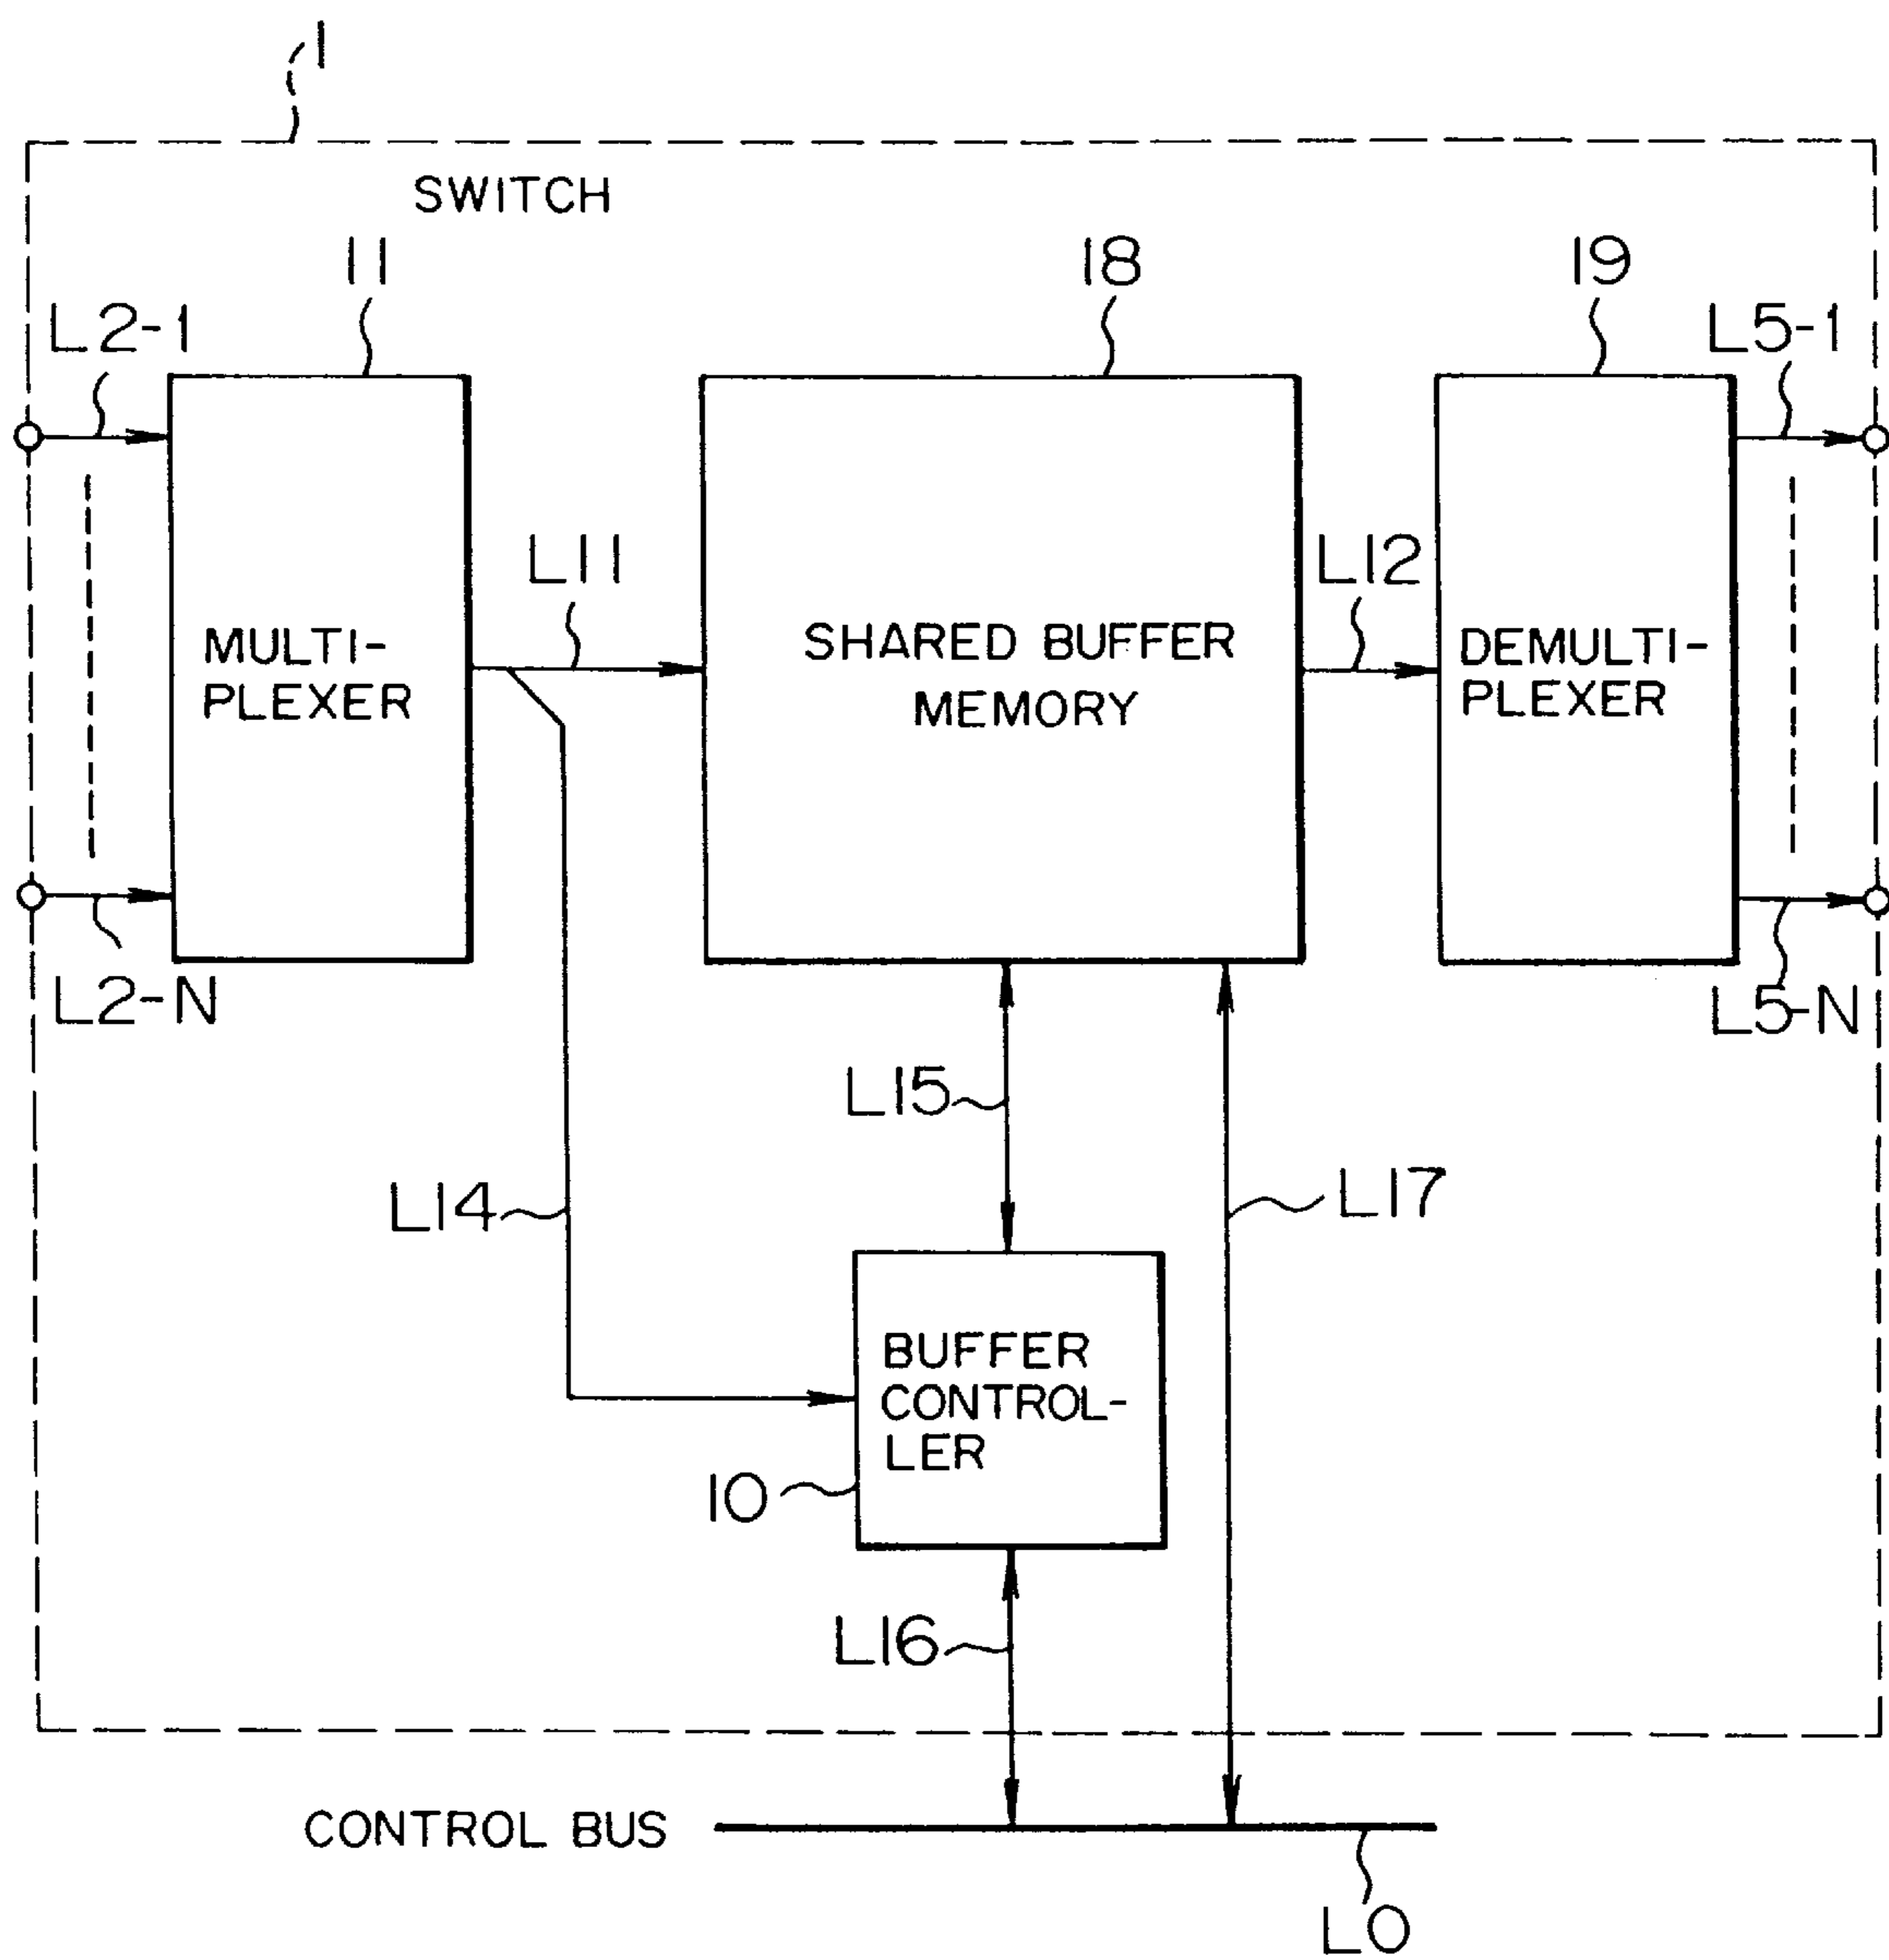 1
SWITCH
11
18
19
L2-1
L5-1
L11
L12
MULTI-
PLEXER
SHARED BUFFER
MEMORY
DEMULTI-
PLEXER
L2-N
L5-N
L15
L14
L17
BUFFER
CONTROL-
LER
10
L16
CONTROL BUS
L0